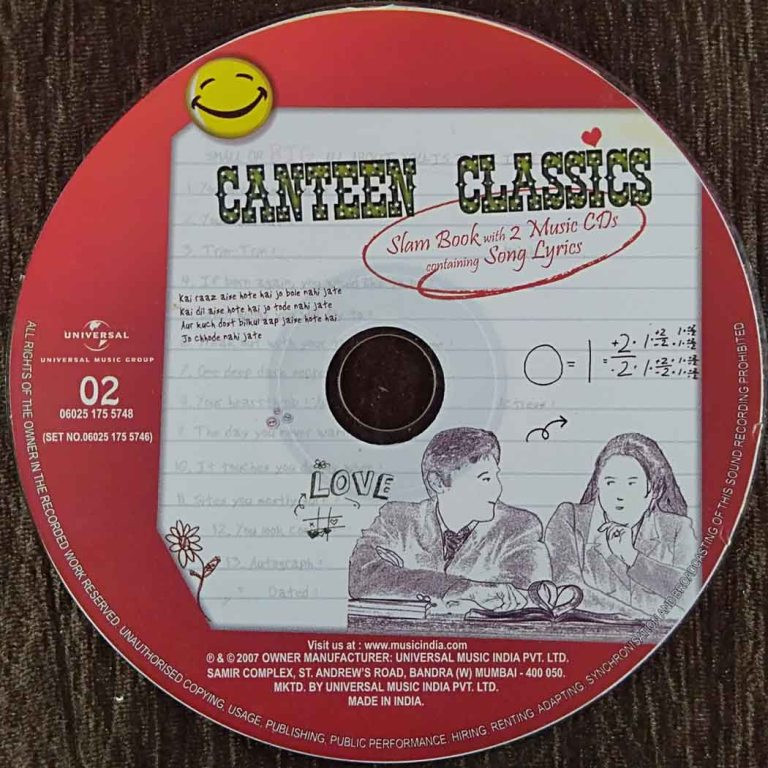 CANTEEN CLASSICS
Slam Book with 2 Music CDs
containing Song Lyrics
Kai raaz aise hote hai jo bole nahi jate
Kai dil aise hote hai jo tode nahi jate
Aur kuch dost bilkul aap jaise hote hai
Jo chhode nahi jate
UNIVERSAL
UNIVERSAL MUSIC GROUP
02
06025 175 5748
(SET NO.06025 175 5746)
LOVE
12. You look
13. Autograph :
Dated :
Visit us at : www.musicindia.com
℗ & © 2007 OWNER MANUFACTURER: UNIVERSAL MUSIC INDIA PVT. LTD.
SAMIR COMPLEX, ST. ANDREW'S ROAD, BANDRA (W) MUMBAI - 400 050.
MKTD. BY UNIVERSAL MUSIC INDIA PVT. LTD.
MADE IN INDIA.
ALL RIGHTS OF THE OWNER IN THE RECORDED WORK RESERVED. UNAUTHORISED COPYING, USAGE, PUBLISHING, PUBLIC PERFORMANCE, HIRING, RENTING, ADAPTING, SYNCHRONISATION AND BROADCASTING OF THIS SOUND RECORDING PROHIBITED